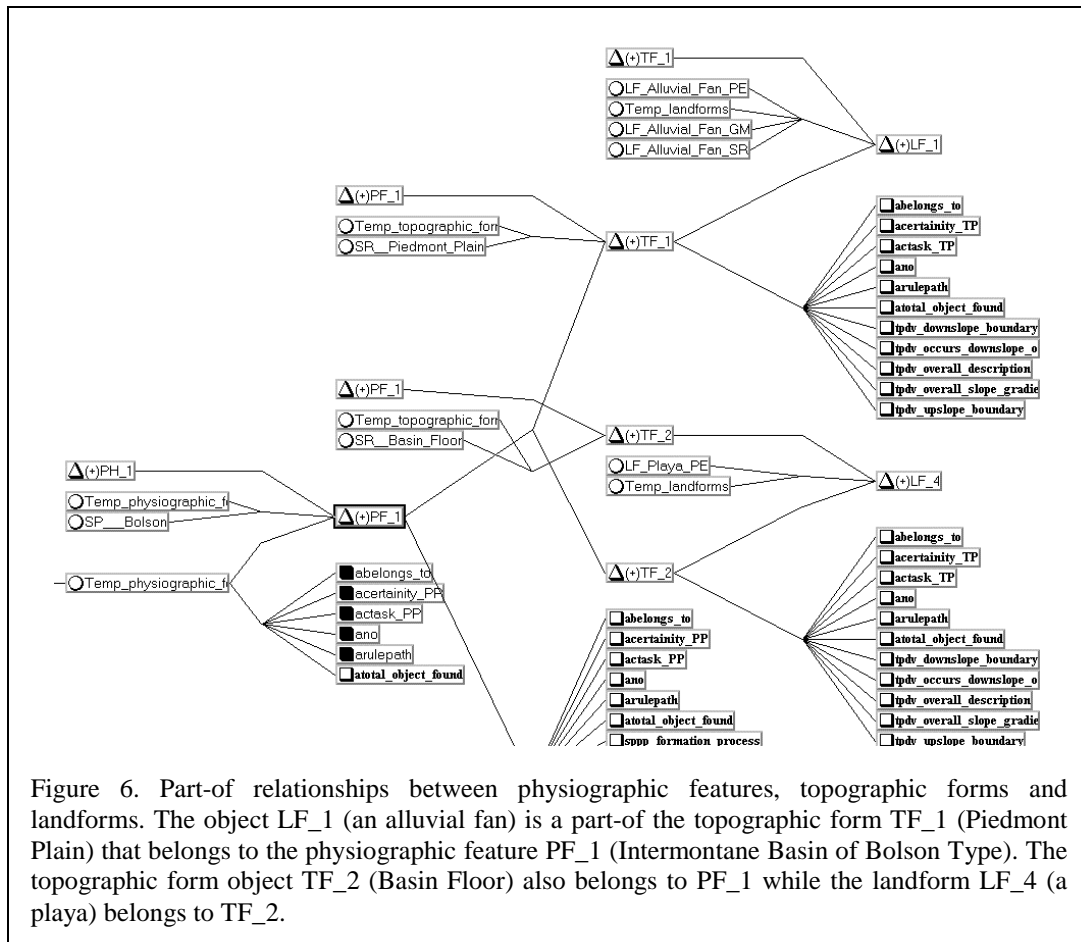 (+)TF_1
LF_Alluvial_Fan_PE
Temp_landforms
LF_Alluvial_Fan_GM
LF_Alluvial_Fan_SR
(+)LF_1
(+)PF_1
Temp_topographic_forr
SR__Piedmont_Plain
(+)TF_1
abelongs_to
acertainity_TP
actask_TP
ano
arulepath
atotal_object_found
tpdv_downslope_boundary
tpdv_occurs_downslope_o
tpdv_overall_description
tpdv_overall_slope_gradie
tpdv_upslope_boundary
(+)PF_1
Temp_topographic_forr
SR__Basin_Floor
(+)TF_2
LF_Playa_PE
Temp_landforms
(+)LF_4
(+)PH_1
Temp_physiographic_fe
SP___Bolson
(+)PF_1
Temp_physiographic_fe
abelongs_to
acertainity_PP
actask_PP
ano
arulepath
atotal_object_found
(+)TF_2
abelongs_to
acertainity_PP
actask_PP
ano
arulepath
atotal_object_found
sppp_formation_process
abelongs_to
acertainity_TP
actask_TP
ano
arulepath
atotal_object_found
tpdv_downslope_boundary
tpdv_occurs_downslope_o
tpdv_overall_description
tpdv_overall_slope_gradie
tpdv_upslope_boundary
Figure 6. Part-of relationships between physiographic features, topographic forms and
landforms. The object LF_1 (an alluvial fan) is a part-of the topographic form TF_1 (Piedmont
Plain) that belongs to the physiographic feature PF_1 (Intermontane Basin of Bolson Type). The
topographic form object TF_2 (Basin Floor) also belongs to PF_1 while the landform LF_4 (a
playa) belongs to TF_2.